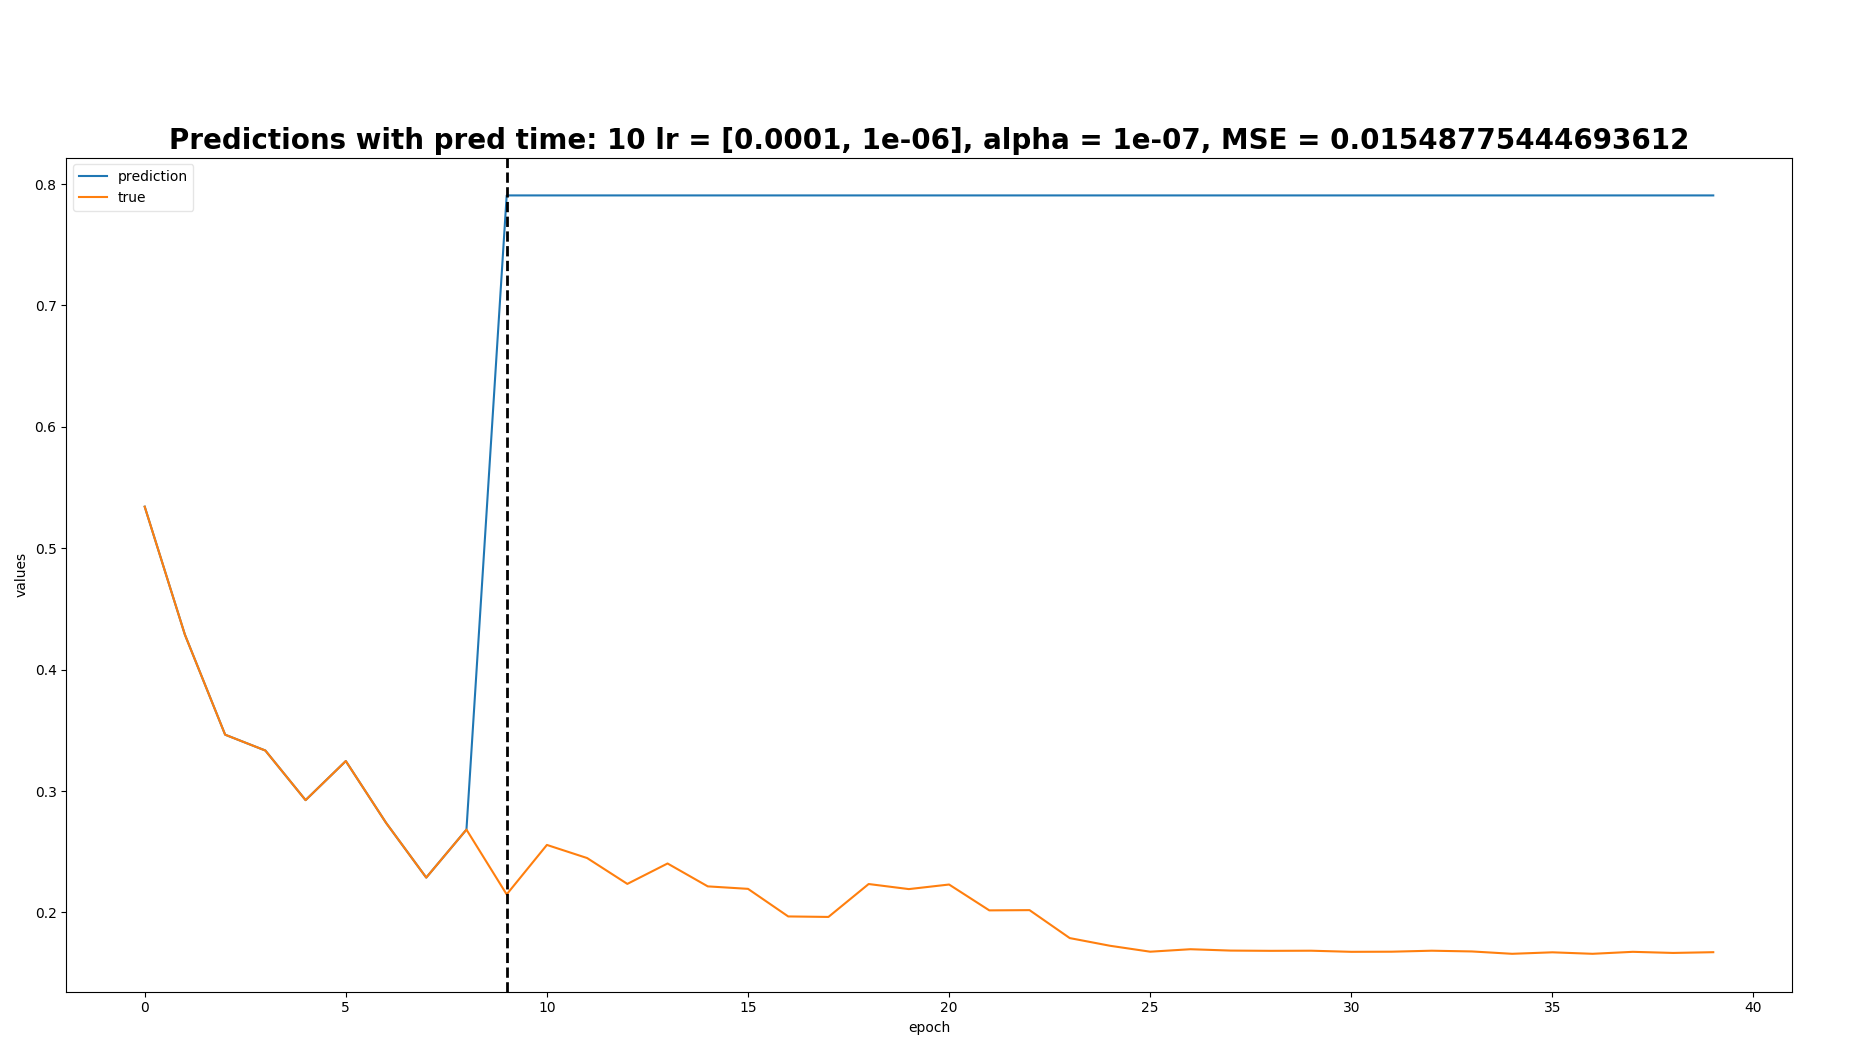 Predictions with pred time: 10 lr = [0.0001, 1e-06], alpha = 1e-07, MSE = 0.01548775444693612
prediction
true
0.8
0.7
0.6
0.5
0.4
0.3
0.2
values
0 5 10 15 20 25 30 35 40
epoch